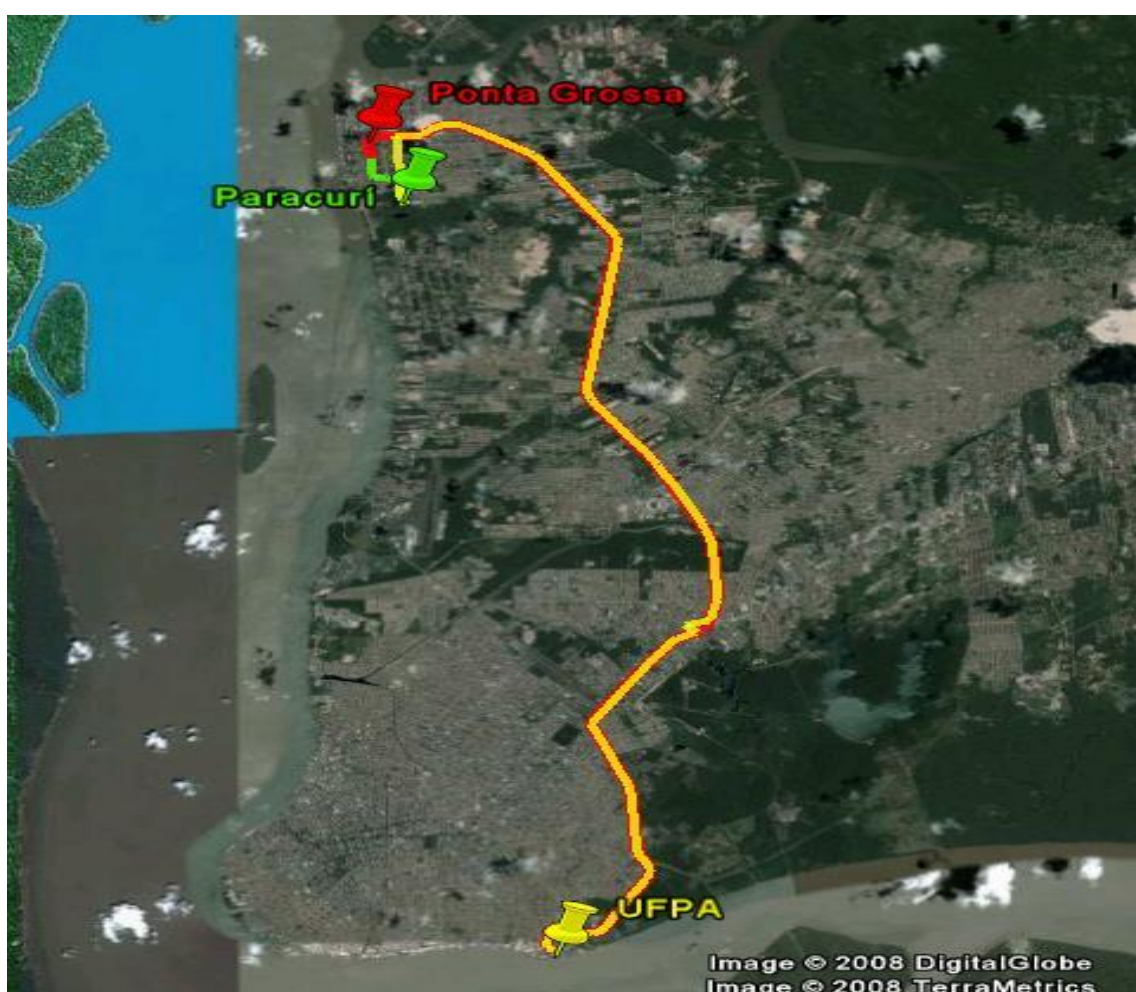 Ponta Grossa
Paracurí
UFPA
Image © 2008 DigitalGlobe
Image © 2008 TerraMetrics